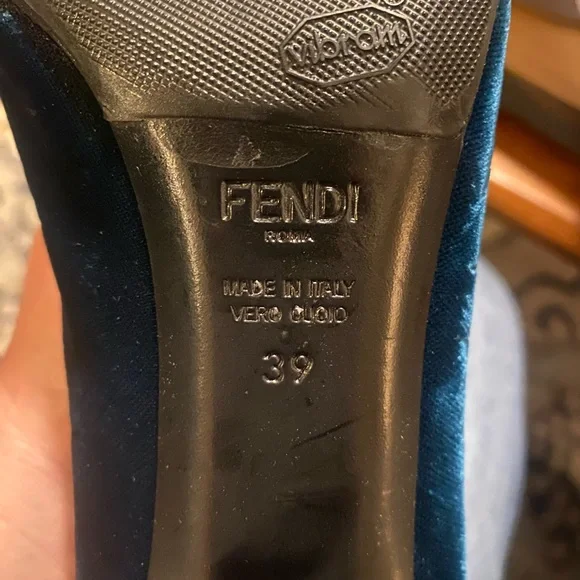 vibram
FENDI
ROMA
MADE IN ITALY
VERO CUOIO
39